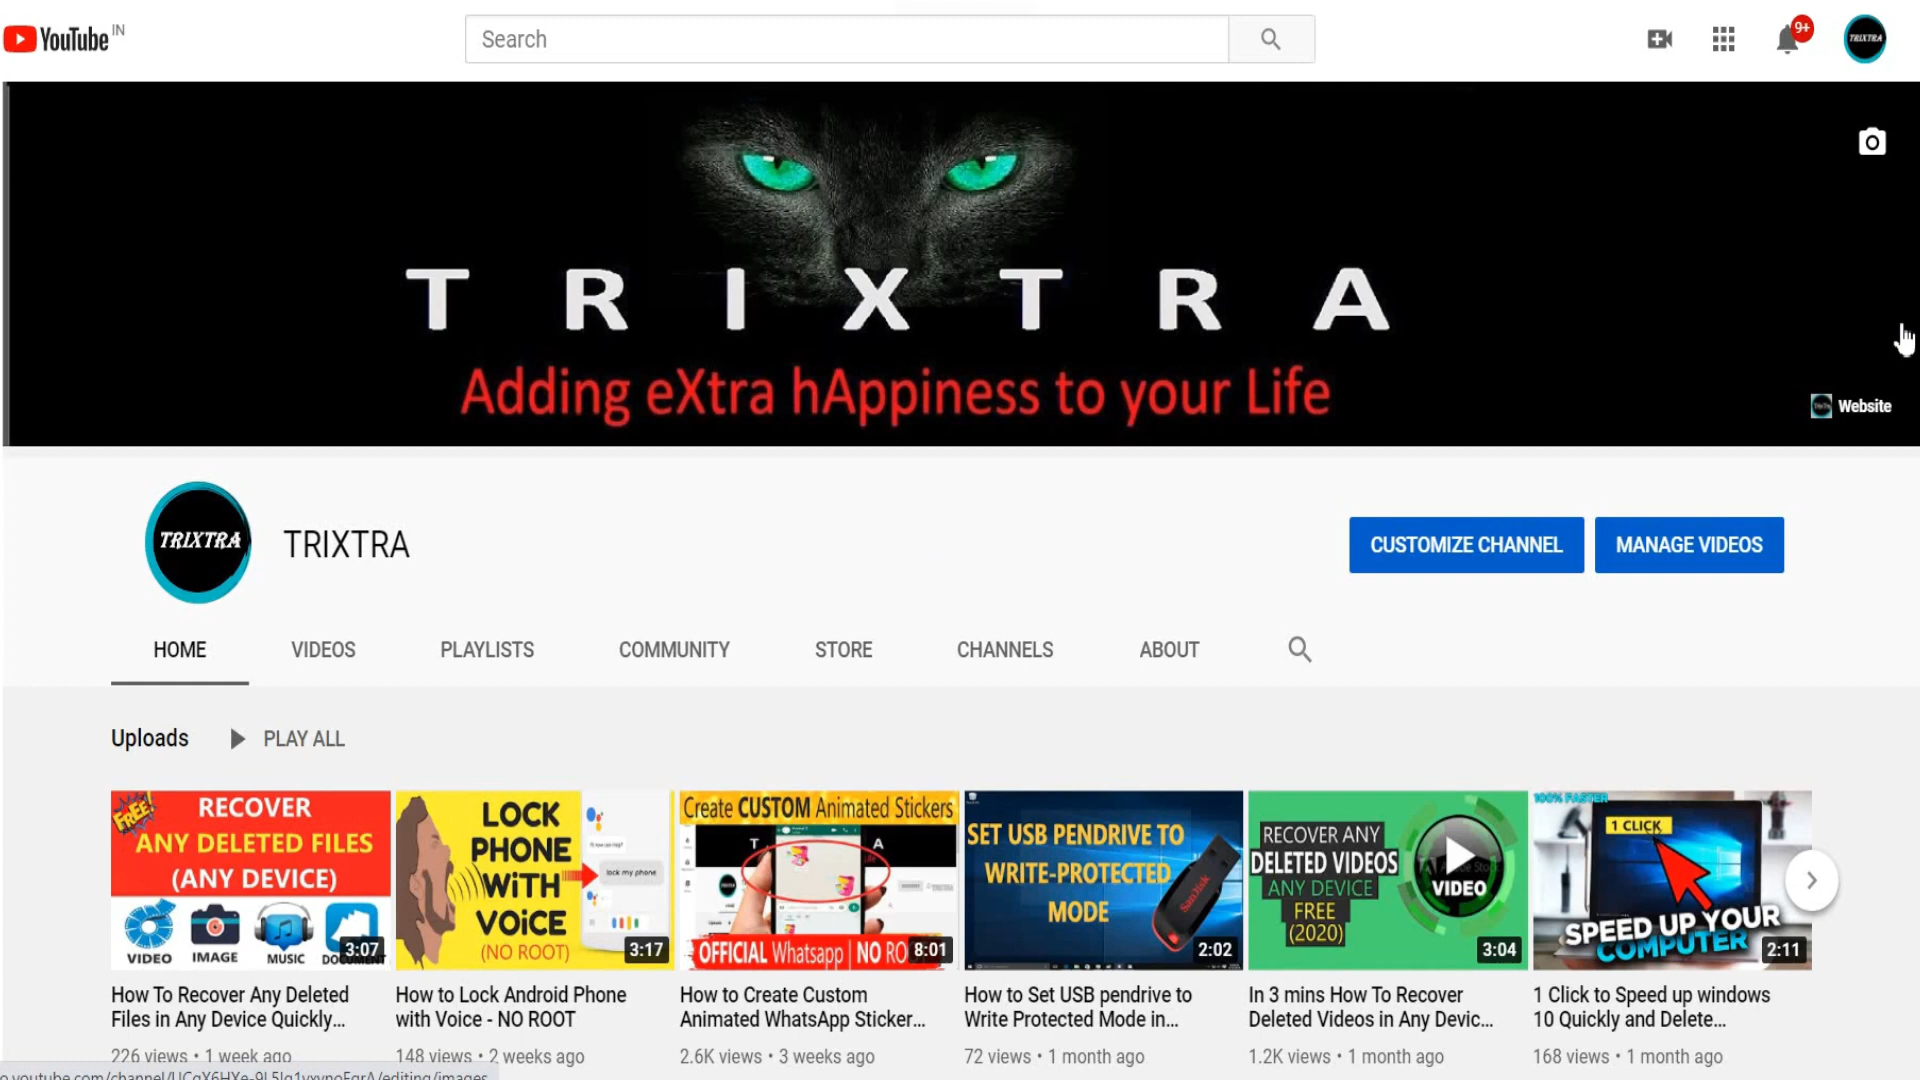 YouTube IN
Search
9+
TRIXTRA
TRIXTRA
Adding eXtra hAppiness to your Life
Website
TRIXTRA
TRIXTRA
CUSTOMIZE CHANNEL
MANAGE VIDEOS
HOME
VIDEOS
PLAYLISTS
COMMUNITY
STORE
CHANNELS
ABOUT
Uploads
PLAY ALL
FREE!
RECOVER
ANY DELETED FILES
(ANY DEVICE)
VIDEO
IMAGE
MUSIC
DOCUMENT
3:07
How To Recover Any Deleted
Files in Any Device Quickly...
226 views • 1 week ago
LOCK
PHONE
WiTH
VOiCE
(NO ROOT)
lock my phone
3:17
How to Lock Android Phone
with Voice - NO ROOT
148 views • 2 weeks ago
Create CUSTOM Animated Stickers
T
A
OFFICIAL Whatsapp | NO RO
8:01
How to Create Custom
Animated WhatsApp Sticker...
2.6K views • 3 weeks ago
SET USB PENDRIVE TO
WRITE-PROTECTED
MODE
SanDisk
2:02
How to Set USB pendrive to
Write Protected Mode in...
72 views • 1 month ago
RECOVER ANY
DELETED VIDEOS
ANY DEVICE
FREE
(2020)
VIDEO
3:04
In 3 mins How To Recover
Deleted Videos in Any Devic...
1.2K views • 1 month ago
100% FASTER
1 CLICK
SPEED UP YOUR
COMPUTER
2:11
1 Click to Speed up windows
10 Quickly and Delete...
168 views • 1 month ago